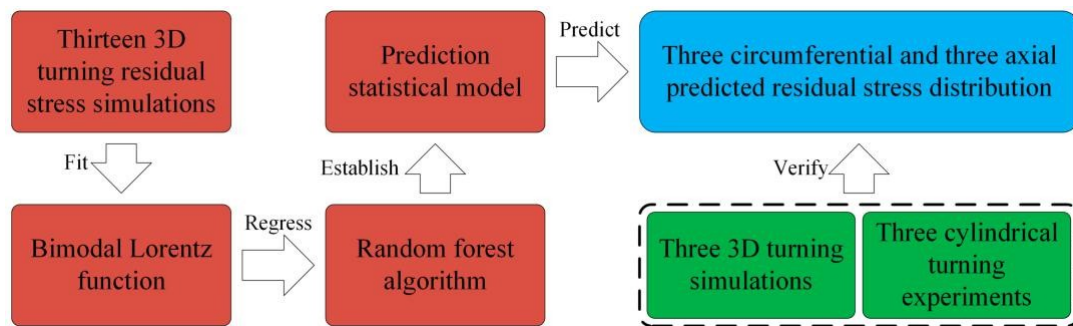 Thirteen 3D
turning residual
stress simulations
Fit
Bimodal Lorentz
function
Regress
Random forest
algorithm
Establish
Prediction
statistical model
Predict
Three circumferential and three axial
predicted residual stress distribution
Verify
Three 3D turning
simulations
Three cylindrical
turning
experiments